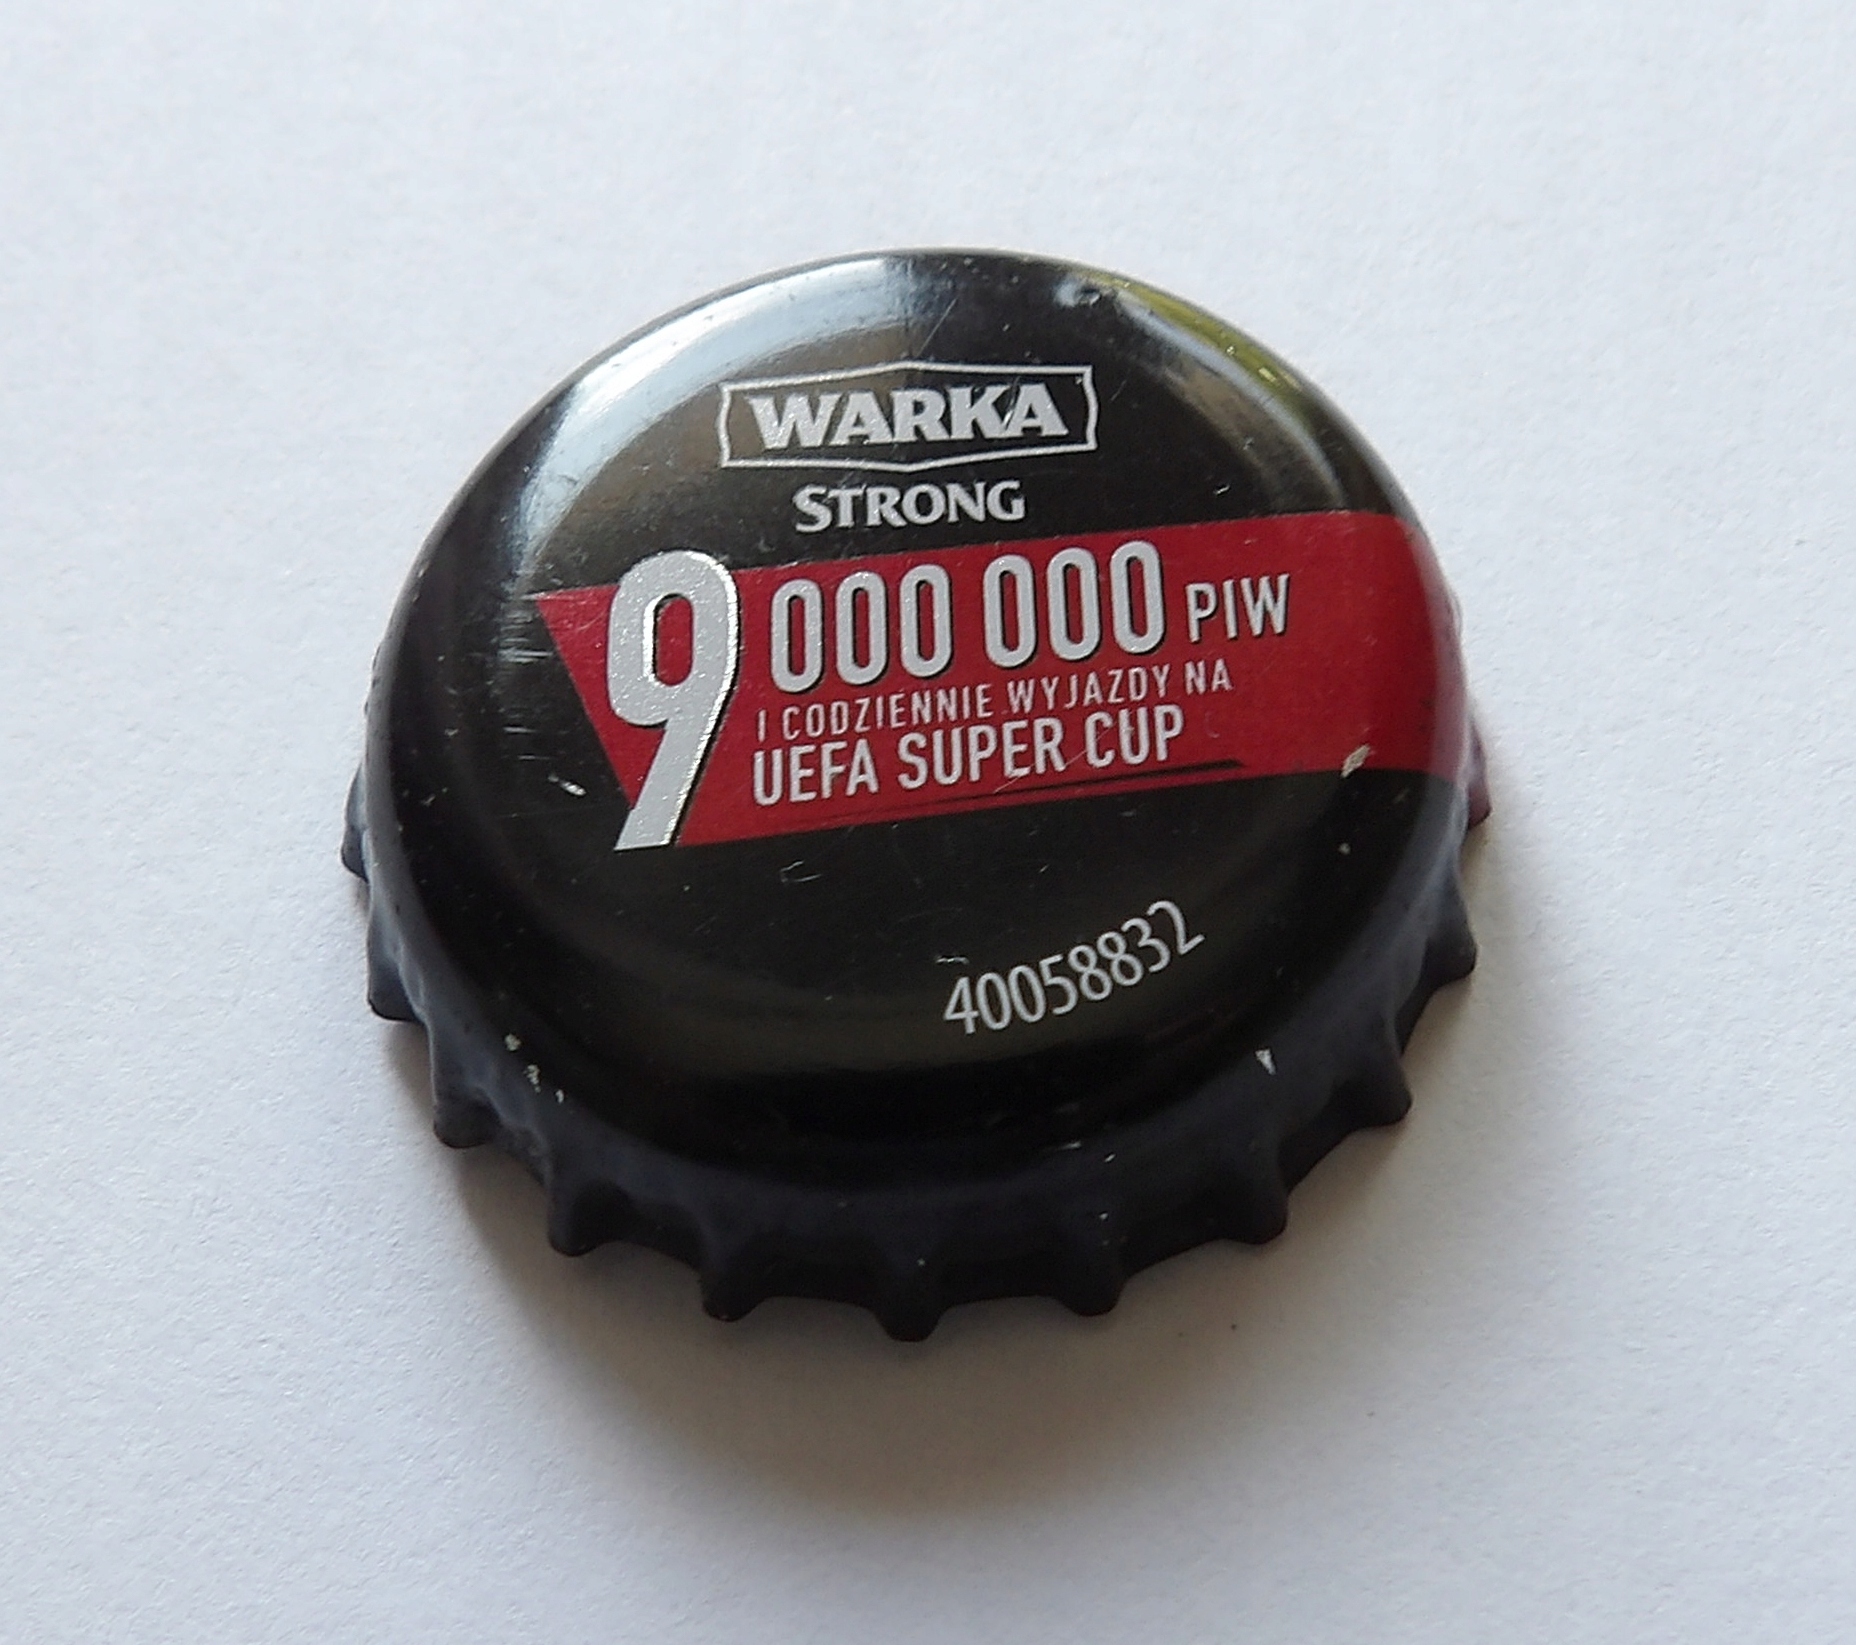 WARKA
STRONG
9 000 000 PIW
I CODZIENNIE WYJAZDY NA
UEFA SUPER CUP
40058832